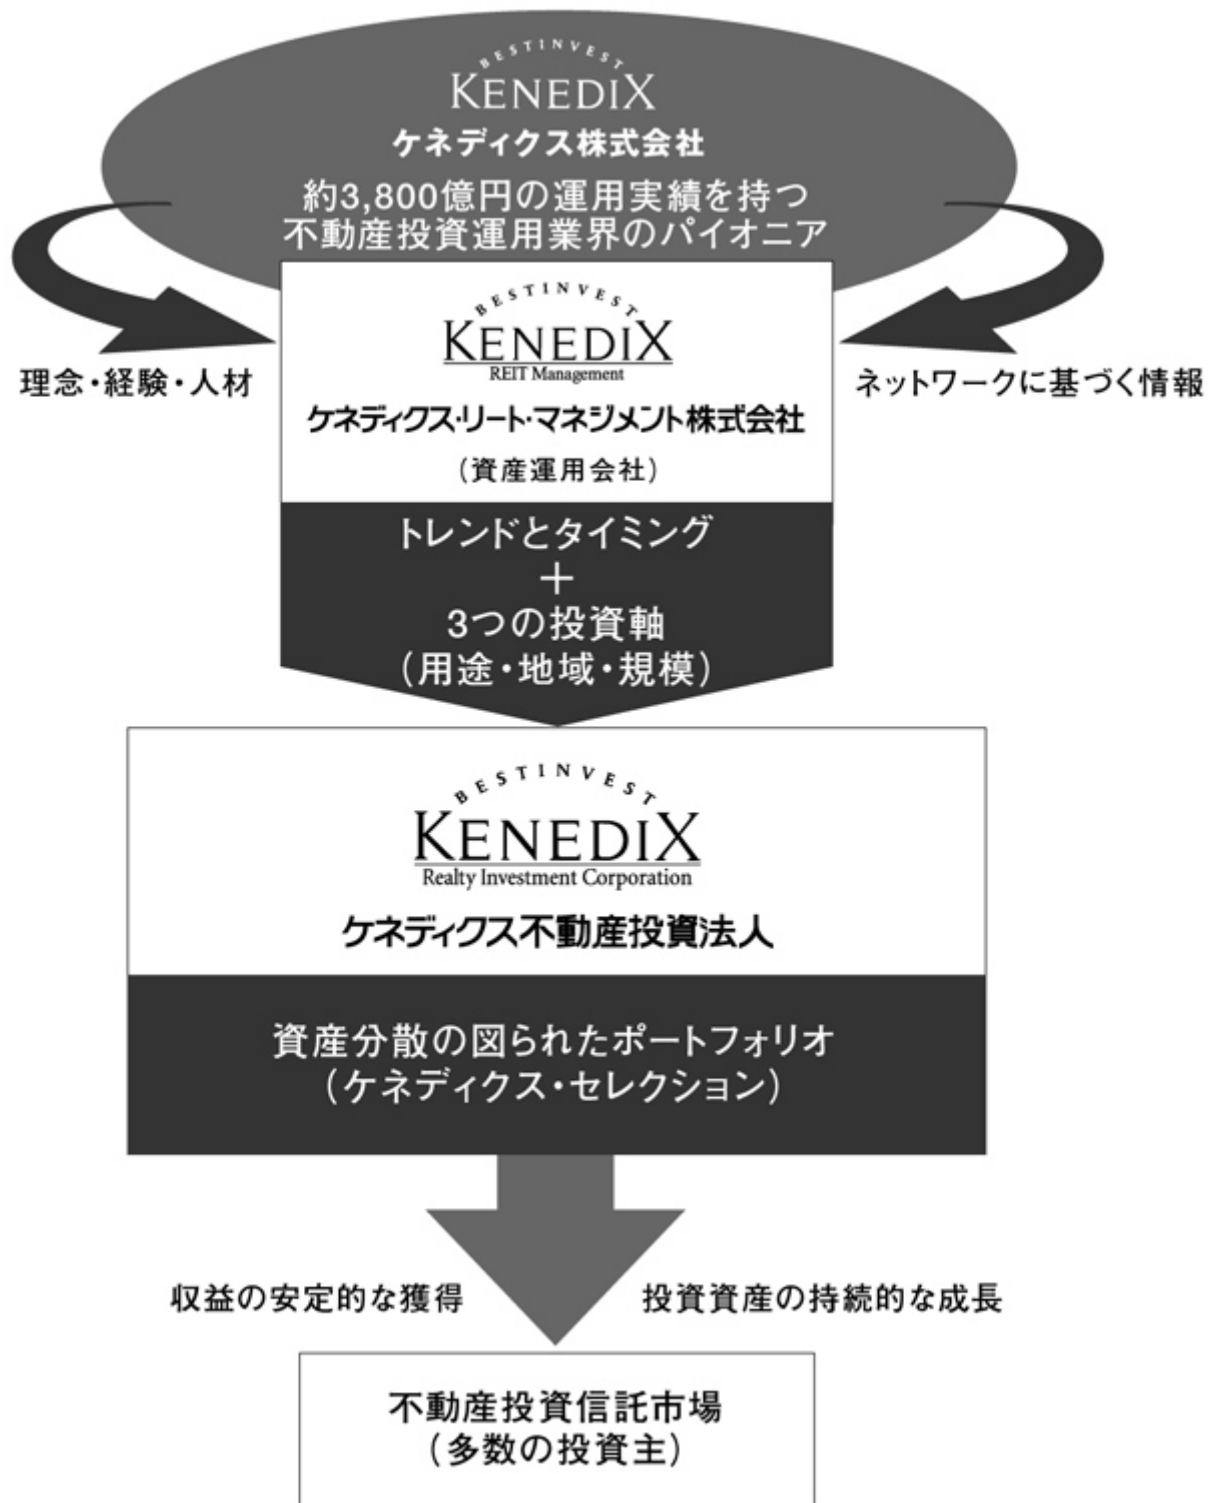 BESTINVEST
KENEDIX
ケネディクス株式会社
約3,800億円の運用実績を持つ
不動産投資運用業界のパイオニア
BESTINVEST
KENEDIX
REIT Management
ケネディクス・リート・マネジメント株式会社
(資産運用会社)
理念・経験・人材
ネットワークに基づく情報
トレンドとタイミング
＋
3つの投資軸
(用途・地域・規模)
BESTINVEST
KENEDIX
Realty Investment Corporation
ケネディクス不動産投資法人
資産分散の図られたポートフォリオ
(ケネディクス・セレクション)
収益の安定的な獲得
投資資産の持続的な成長
不動産投資信託市場
(多数の投資主)